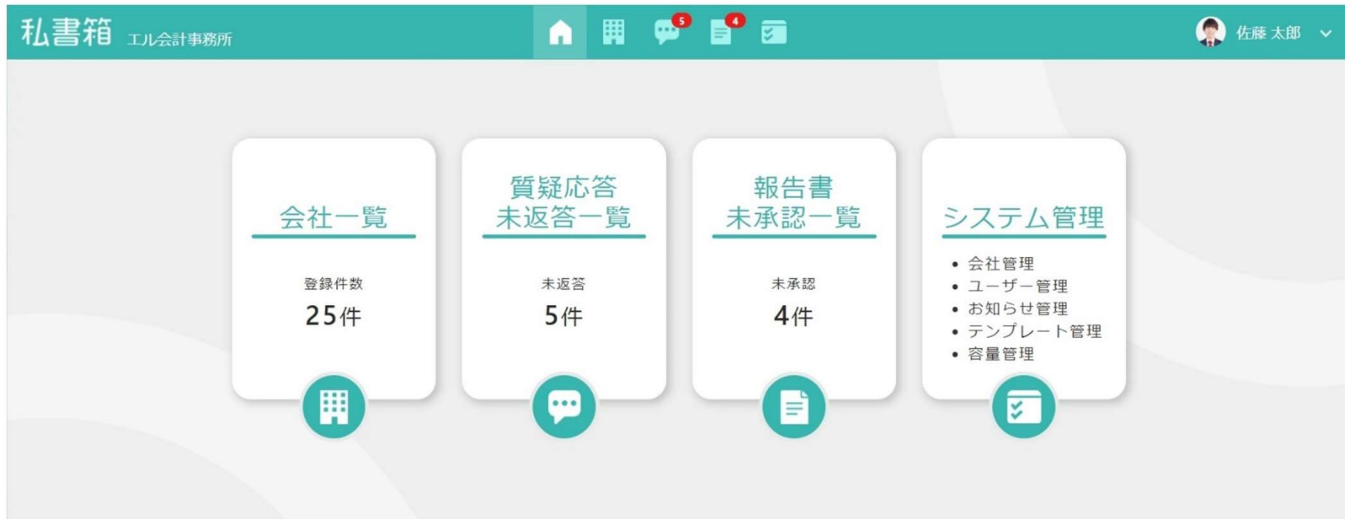 私書箱 エル会計事務所
5
4
佐藤 太郎
会社一覧
登録件数
25件
質疑応答
未返答一覧
未返答
5件
報告書
未承認一覧
未承認
4件
システム管理
• 会社管理
• ユーザー管理
• お知らせ管理
• テンプレート管理
• 容量管理